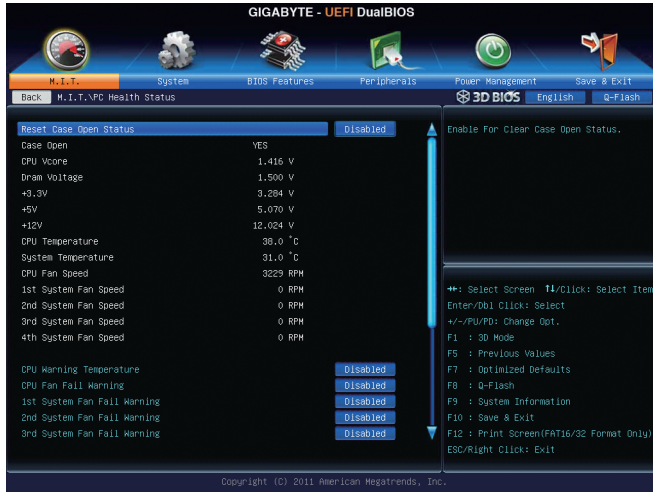 GIGABYTE - UEFI DualBIOS
M.I.T. System BIOS Features Peripherals Power Management Save & Exit
Back M.I.T.\PC Health Status 3D BIOS English Q-Flash
Reset Case Open Status Disabled
Case Open YES
CPU Vcore 1.416 V
Dram Voltage 1.500 V
+3.3V 3.284 V
+5V 5.070 V
+12V 12.024 V
CPU Temperature 38.0 °C
System Temperature 31.0 °C
CPU Fan Speed 3229 RPM
1st System Fan Speed 0 RPM
2nd System Fan Speed 0 RPM
3rd System Fan Speed 0 RPM
4th System Fan Speed 0 RPM
CPU Warning Temperature Disabled
CPU Fan Fail Warning Disabled
1st System Fan Fail Warning Disabled
2nd System Fan Fail Warning Disabled
3rd System Fan Fail Warning Disabled
Enable For Clear Case Open Status.
→←: Select Screen ↑↓/Click: Select Item
Enter/Dbl Click: Select
+/-/PU/PD: Change Opt.
F1 : 3D Mode
F5 : Previous Values
F7 : Optimized Defaults
F8 : Q-Flash
F9 : System Information
F10 : Save & Exit
F12 : Print Screen(FAT16/32 Format Only)
ESC/Right Click: Exit
Copyright (C) 2011 American Megatrends, Inc.